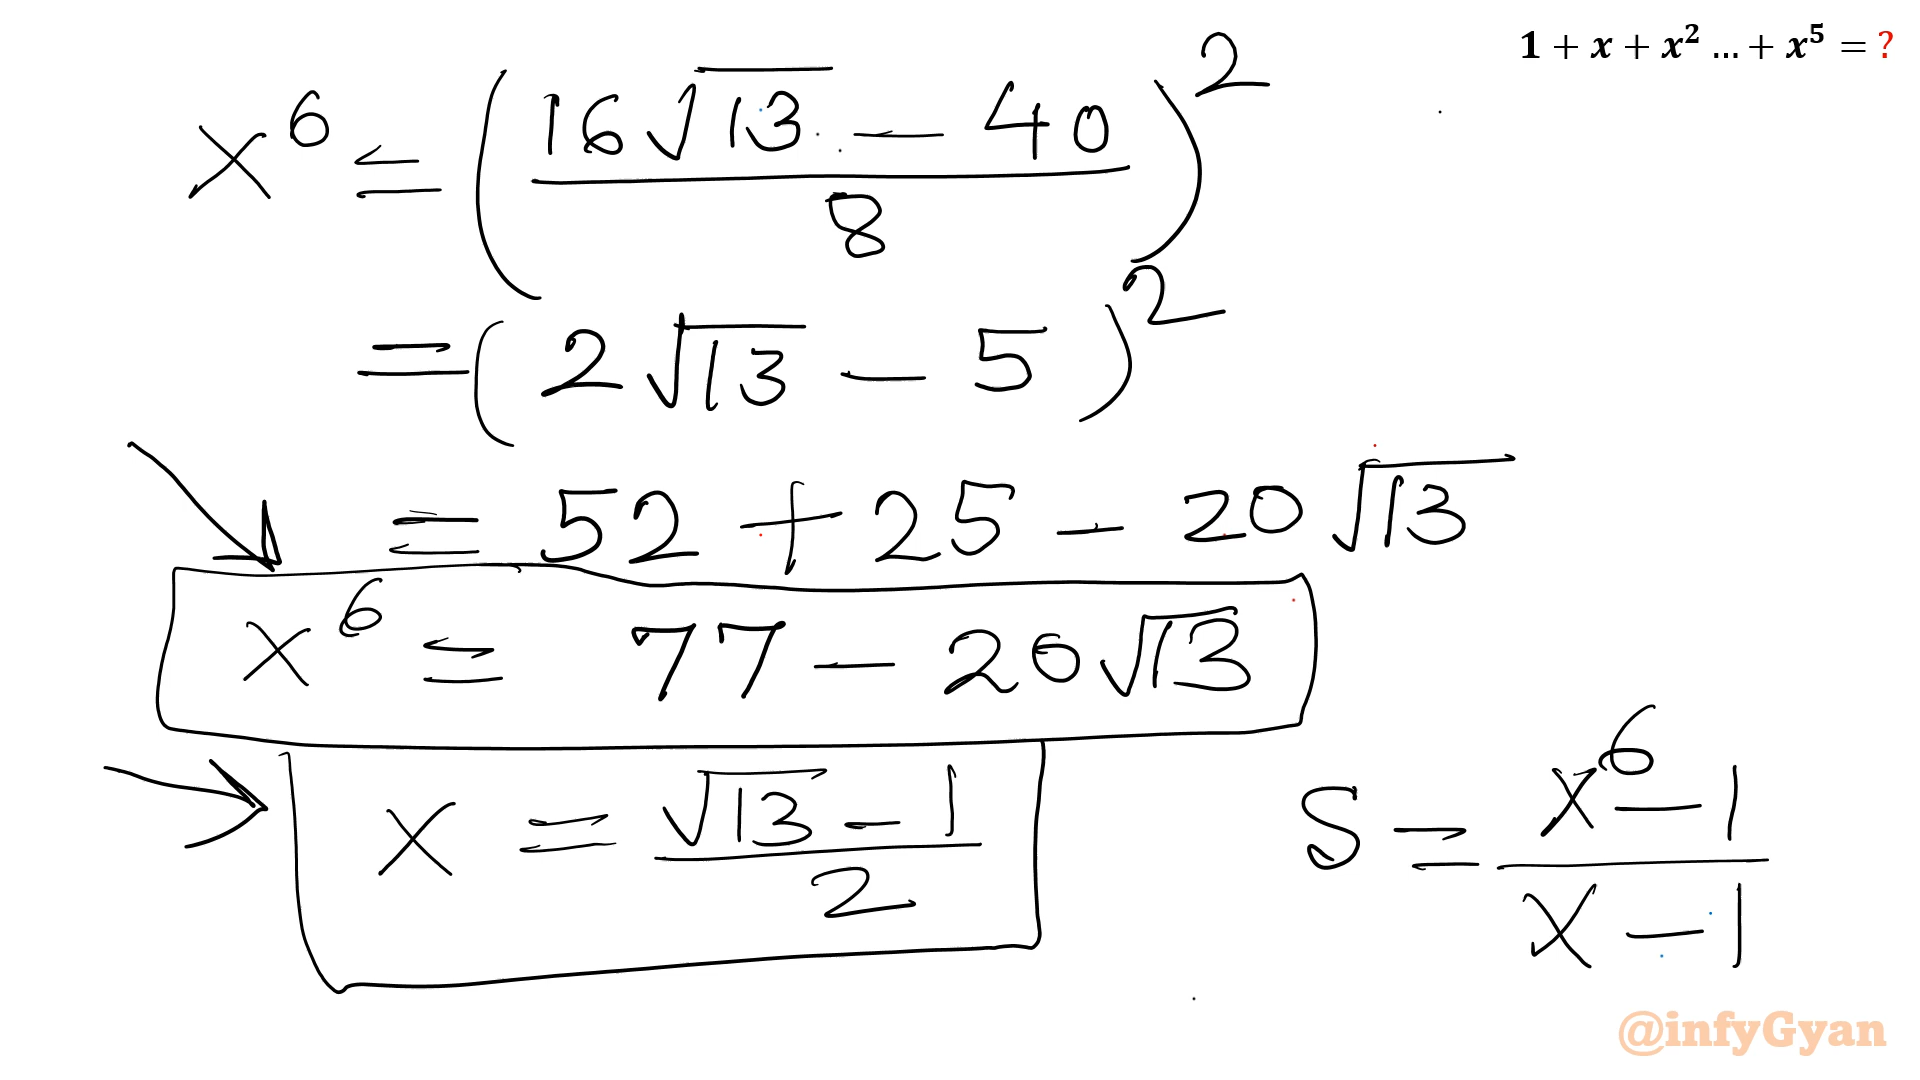 1 + x + x² ... + x⁵ = ?
x⁶ = ((16√13 − 40)/8)²
= (2√13 − 5)²
= 52 + 25 − 20√13
x⁶ = 77 − 20√13
x = (√13 − 1)/2
S = (x⁶ − 1)/(x − 1)
@infyGyan